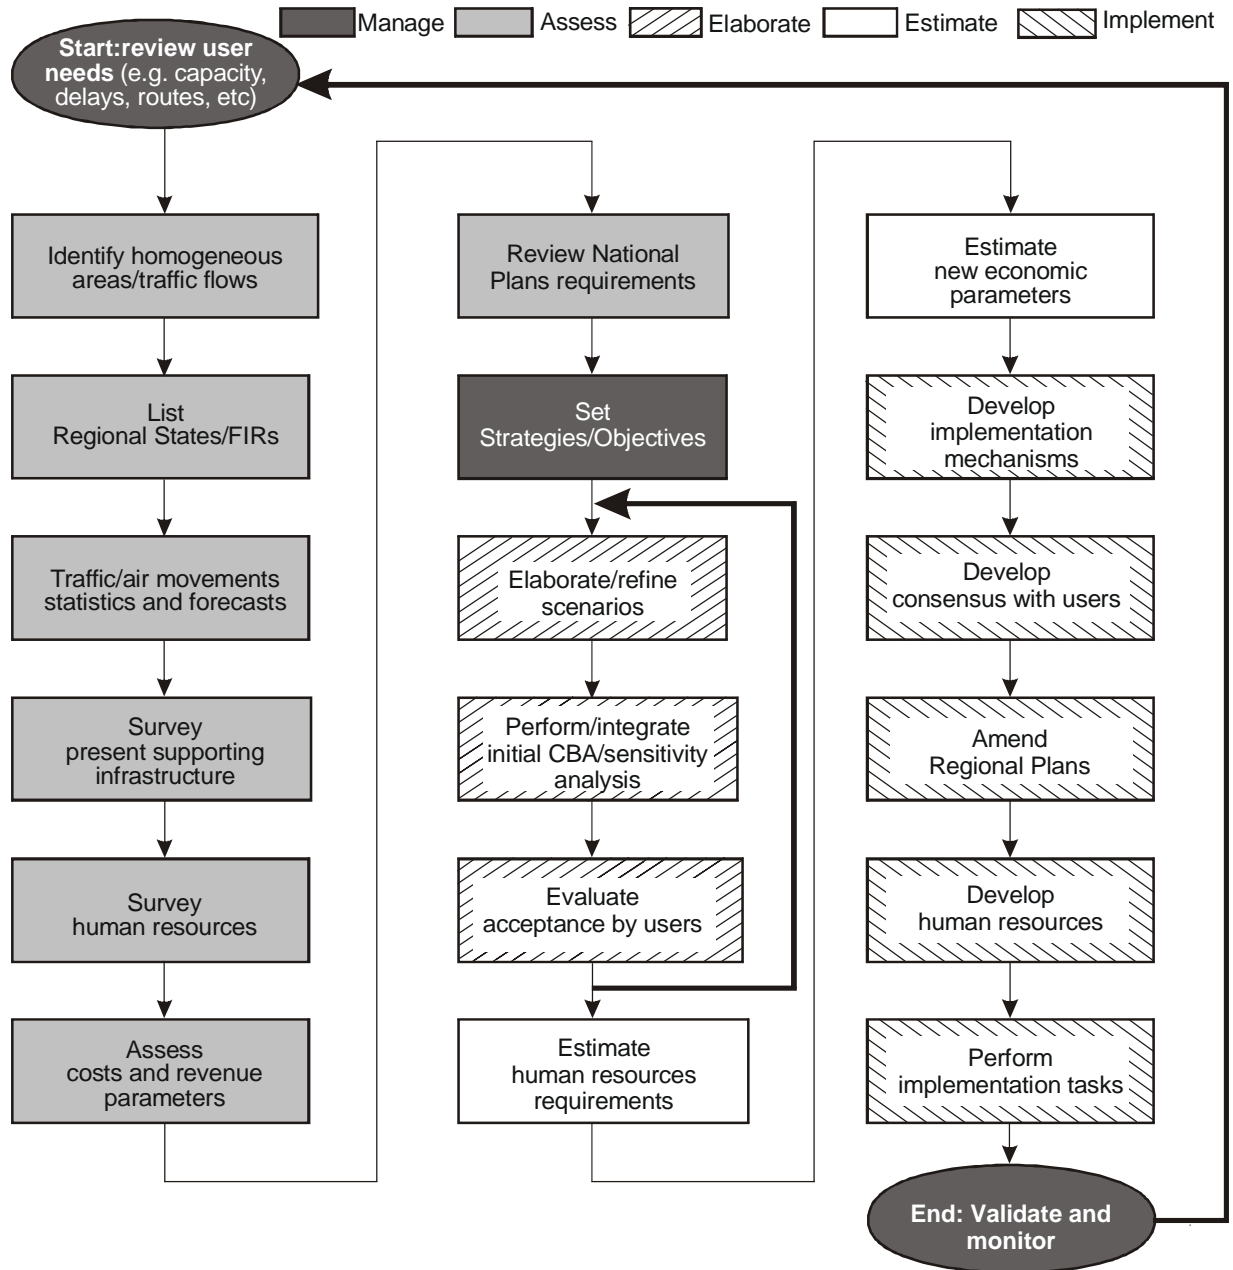 Manage
Assess
Elaborate
Estimate
Implement
Start:review user
needs (e.g. capacity,
delays, routes, etc)
Identify homogeneous
areas/traffic flows
List
Regional States/FIRs
Traffic/air movements
statistics and forecasts
Survey
present supporting
infrastructure
Survey
human resources
Assess
costs and revenue
parameters
Review National
Plans requirements
Set
Strategies/Objectives
Elaborate/refine
scenarios
Perform/integrate
initial CBA/sensitivity
analysis
Evaluate
acceptance by users
Estimate
human resources
requirements
Estimate
new economic
parameters
Develop
implementation
mechanisms
Develop
consensus with users
Amend
Regional Plans
Develop
human resources
Perform
implementation tasks
End: Validate and
monitor